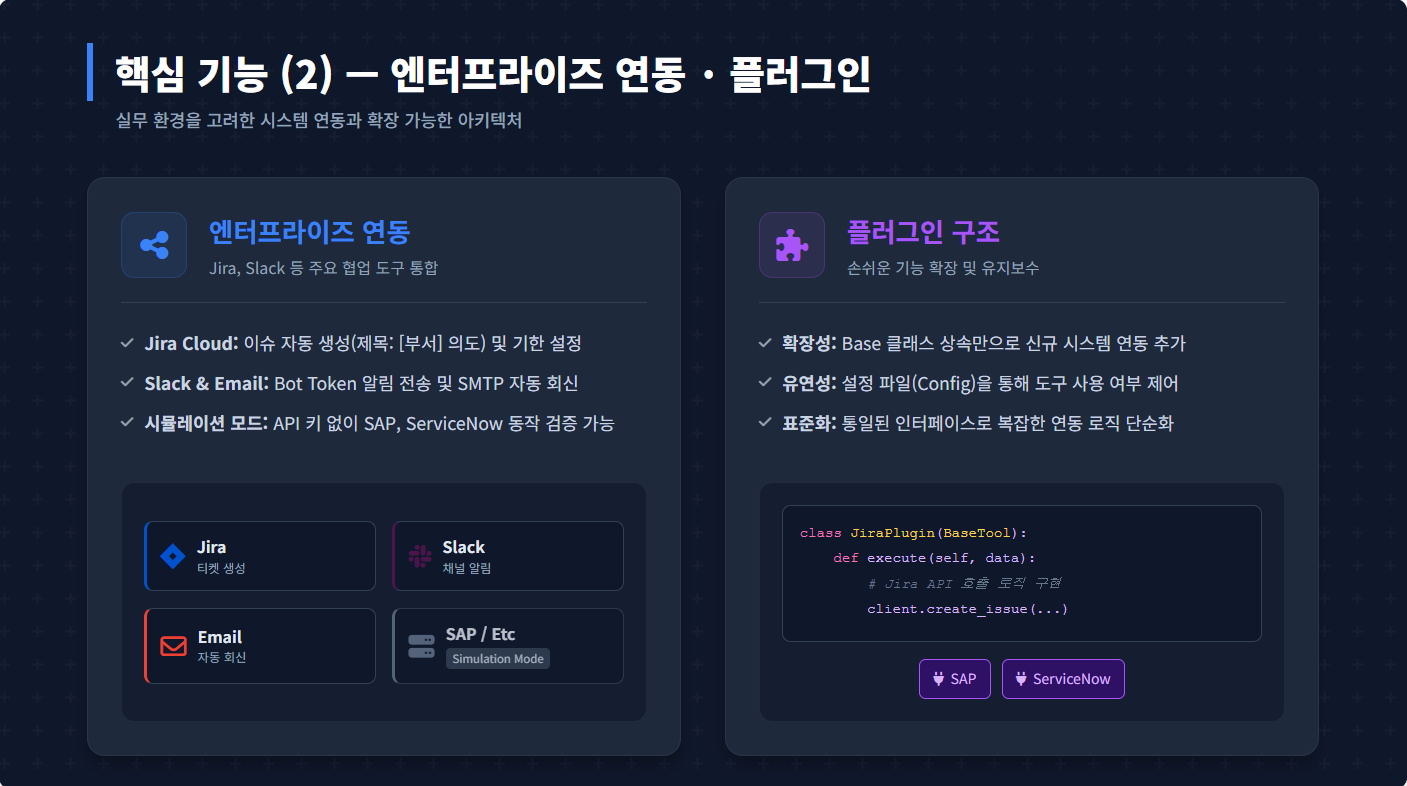 핵심 기능 (2) — 엔터프라이즈 연동 · 플러그인
실무 환경을 고려한 시스템 연동과 확장 가능한 아키텍처
엔터프라이즈 연동
Jira, Slack 등 주요 협업 도구 통합
Jira Cloud: 이슈 자동 생성(제목: [부서] 의도) 및 기한 설정
Slack & Email: Bot Token 알림 전송 및 SMTP 자동 회신
시뮬레이션 모드: API 키 없이 SAP, ServiceNow 동작 검증 가능
Jira
티켓 생성
Slack
채널 알림
Email
자동 회신
SAP / Etc
Simulation Mode
플러그인 구조
손쉬운 기능 확장 및 유지보수
확장성: Base 클래스 상속만으로 신규 시스템 연동 추가
유연성: 설정 파일(Config)을 통해 도구 사용 여부 제어
표준화: 통일된 인터페이스로 복잡한 연동 로직 단순화
class JiraPlugin(BaseTool):
    def execute(self, data):
        # Jira API 호출 로직 구현
        client.create_issue(...)
SAP
ServiceNow